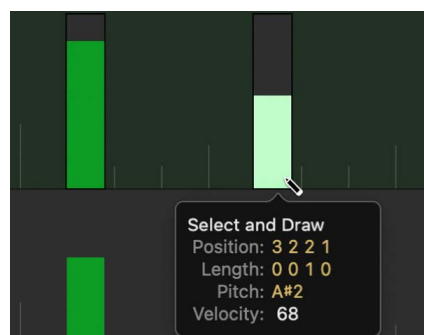 Select and Draw
Position: 3 2 2 1
Length: 0 0 1 0
Pitch: A#2
Velocity: 68